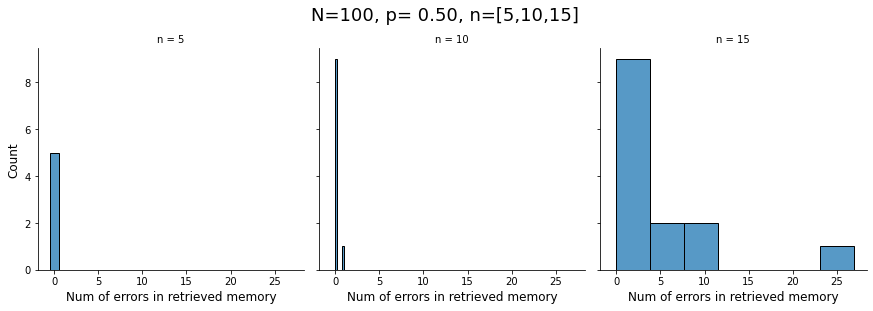 N=100, p= 0.50, n=[5,10,15]
n = 5
n = 10
n = 15
Count
8
6
4
2
0
0 5 10 15 20 25
0 5 10 15 20 25
0 5 10 15 20 25
Num of errors in retrieved memory
Num of errors in retrieved memory
Num of errors in retrieved memory